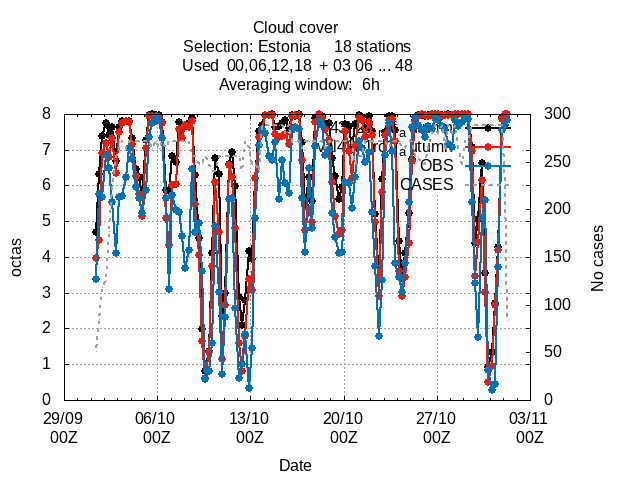 Cloud cover
Selection: Estonia 18 stations
Used 00,06,12,18 + 03 06 ... 48
Averaging window: 6h
OBS
CASES
octas
No cases
8
7
6
5
4
3
2
1
0
300
250
200
150
100
50
0
29/09 06/10 13/10 20/10 27/10 03/11
00Z 00Z 00Z 00Z 00Z 00Z
Date